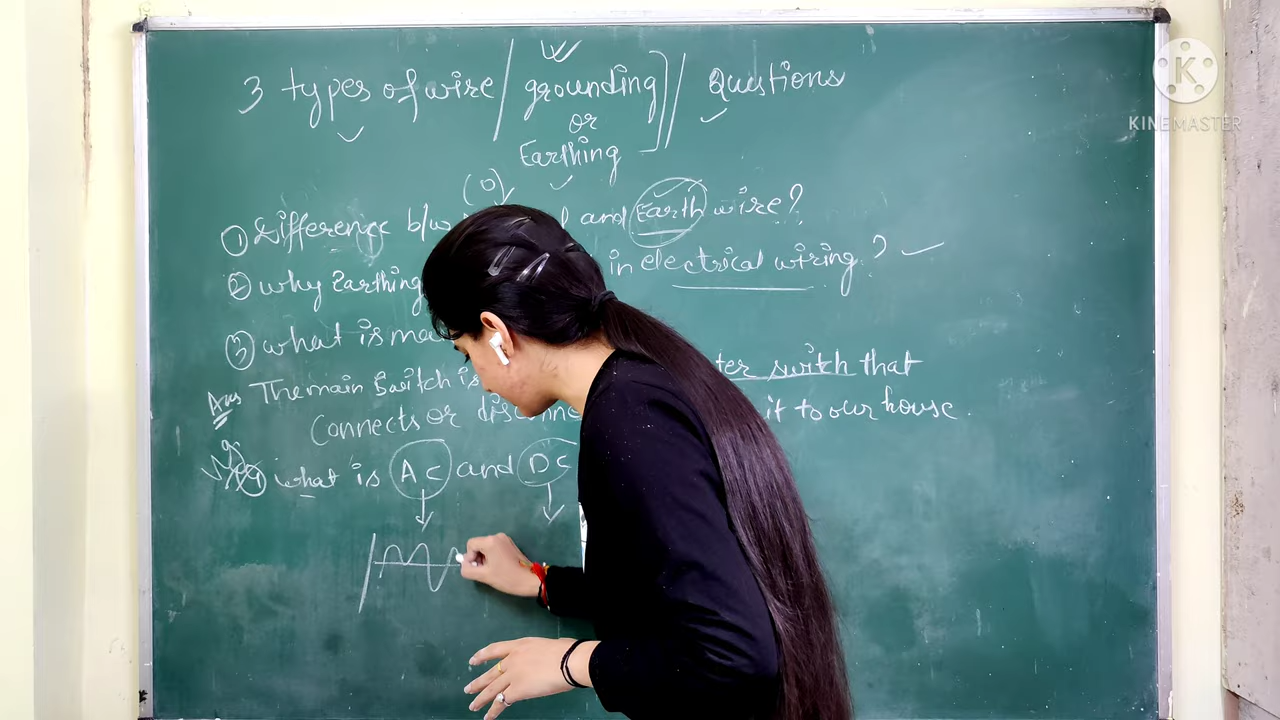 3 types of wire / grounding ] // Questions
or
Earthing
(0)
① Difference b/w and Earth wire?
② why Earthing in electrical wiring?
③ what is
Ans The main switch is switch that
Connects or it to our house.
④ what is AC and DC
K
KINEMASTER